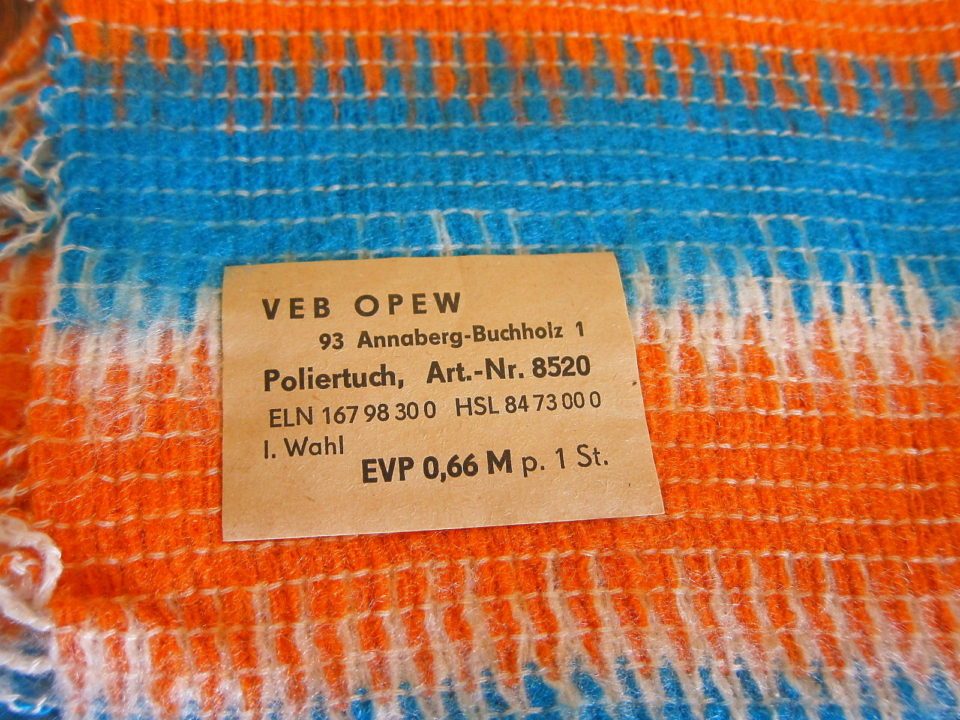 VEB OPEW
93 Annaberg-Buchholz 1
Poliertuch, Art.-Nr. 8520
ELN 167 98 30 0 HSL 84 73 00 0
I. Wahl
EVP 0,66 M p. 1 St.